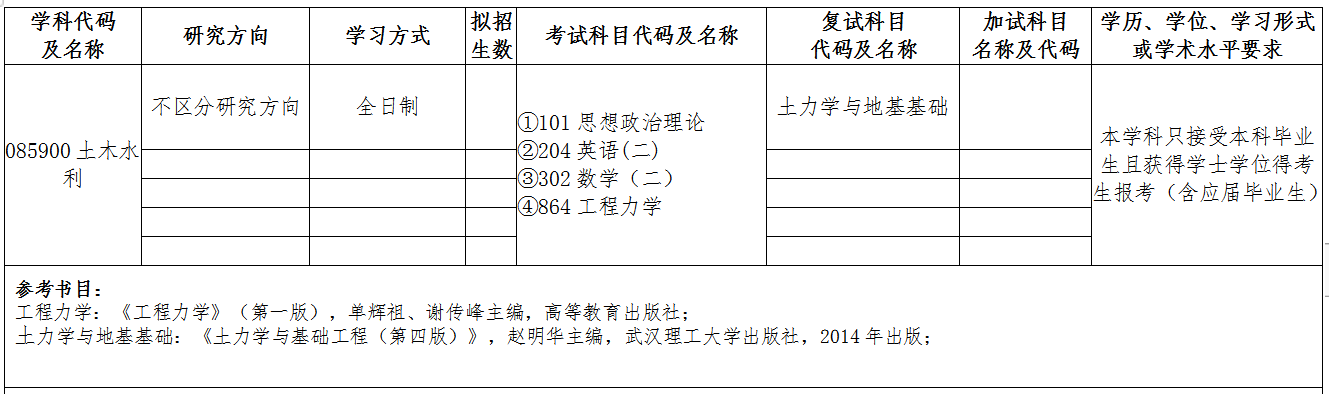 学科代码
及名称
研究方向
学习方式
拟招
生数
考试科目代码及名称
复试科目
代码及名称
加试科目
名称及代码
学历、学位、学习形式
或学术水平要求
085900 土木水
利
不区分研究方向
全日制
①101 思想政治理论
②204 英语(二)
③302 数学（二）
④864 工程力学
土力学与地基基础
本学科只接受本科毕业
生且获得学士学位得考
生报考（含应届毕业生）
参考书目：
工程力学：《工程力学》（第一版），单辉祖、谢传峰主编，高等教育出版社；
土力学与地基基础：《土力学与基础工程（第四版）》，赵明华主编，武汉理工大学出版社，2014 年出版；